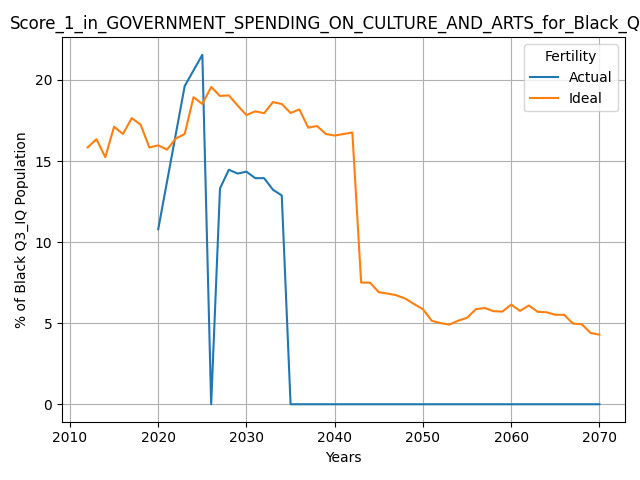 Score_1_in_GOVERNMENT_SPENDING_ON_CULTURE_AND_ARTS_for_Black_Q
Fertility
Actual
Ideal
% of Black Q3_IQ Population
20
15
10
5
0
2010 2020 2030 2040 2050 2060 2070
Years